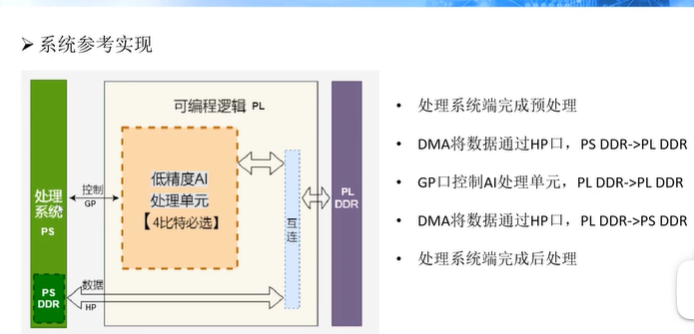 ➢ 系统参考实现
可编程逻辑 PL
低精度AI
处理单元
【4比特必选】
处理
系统
PS
控制
GP
互
连
PL
DDR
PS
DDR
数据
HP
• 处理系统端完成预处理
• DMA将数据通过HP口，PS DDR->PL DDR
• GP口控制AI处理单元，PL DDR->PL DDR
• DMA将数据通过HP口，PL DDR->PS DDR
• 处理系统端完成后处理